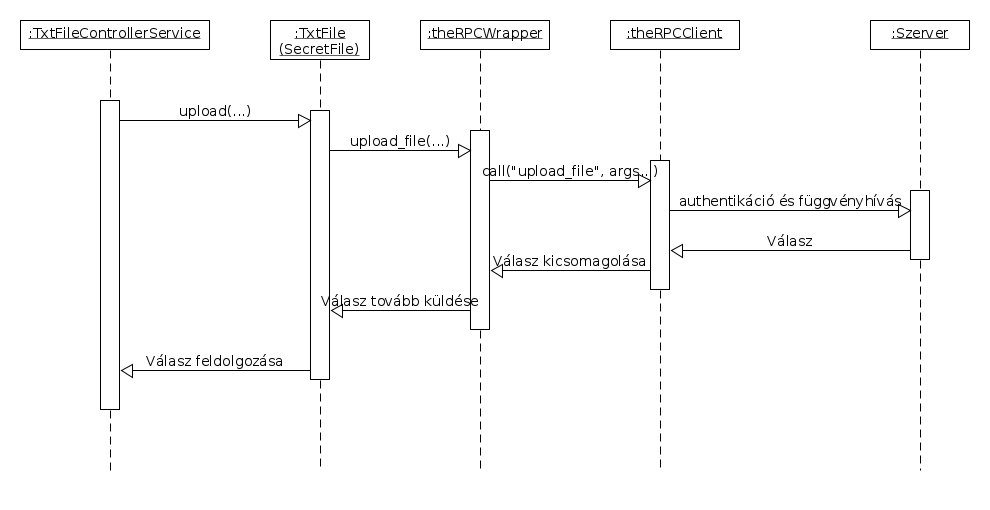 :TxtFileControllerService
:TxtFile
(SecretFile)
:theRPCWrapper
:theRPCClient
:Szerver
upload(...)
upload_file(...)
call("upload_file", args... )
authentikáció és függvényhívás
Válasz
Válasz kicsomagolása
Válasz tovább küldése
Válasz feldolgozása